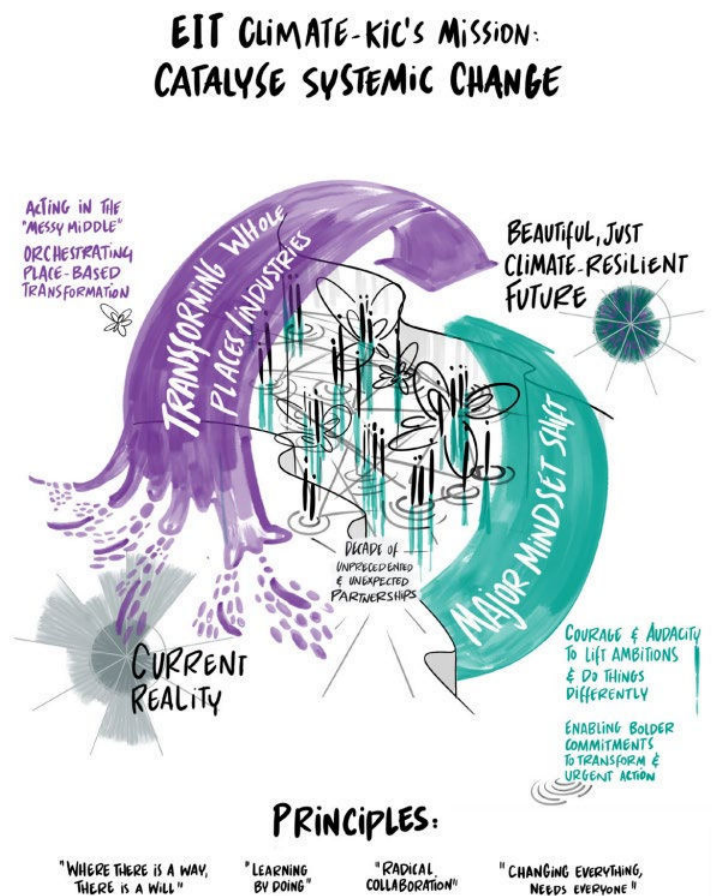 EIT CLIMATE-KIC'S MISSION:
CATALYSE SYSTEMIC CHANGE
ACTING IN THE
"MESSY MIDDLE"
ORCHESTRATING
PLACE-BASED
TRANSFORMATION
TRANSFORMING WHOLE
PLACES/INDUSTRIES
BEAUTIFUL, JUST
CLIMATE-RESILIENT
FUTURE
MAJOR MINDSET SHIFT
DECADE OF
UNPRECEDENTED
& UNEXPECTED
PARTNERSHIPS
CURRENT
REALITY
COURAGE & AUDACITY
TO LIFT AMBITIONS
& DO THINGS
DIFFERENTLY
ENABLING BOLDER
COMMITMENTS
TO TRANSFORM &
URGENT ACTION
PRINCIPLES:
"WHERE THERE IS A WAY,
THERE IS A WILL"
"LEARNING
BY DOING"
"RADICAL
COLLABORATION"
"CHANGING EVERYTHING,
NEEDS EVERYONE"